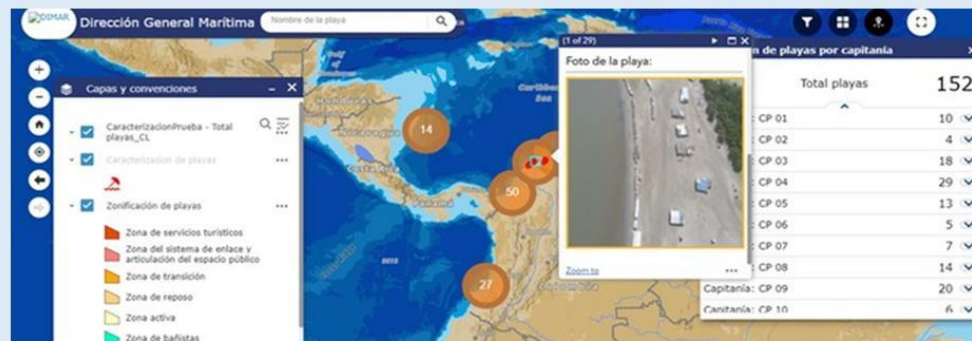 DIMAR
Dirección General Marítima
Nombre de la playa
Capas y convenciones
CaracterizacionPrueba - Total
playas_CL
Caracterizacion de playas
Zonificación de playas
Zona de servicios turísticos
Zona del sistema de enlace y
articulación del espacio público
Zona de transición
Zona de reposo
Zona activa
Zona de bañistas
Honduras
Nicaragua
Costa Rica
Panamá
Caribbean
Sea
14
50
27
(1 of 29)
Foto de la playa:
Zoom to
n de playas por capitanía
Total playas 152
: CP 01 10
: CP 02 4
: CP 03 18
: CP 04 29
: CP 05 13
: CP 06 5
: CP 07 7
: CP 08 14
Capitanía: CP 09 20
Capitanía: CP 10 6